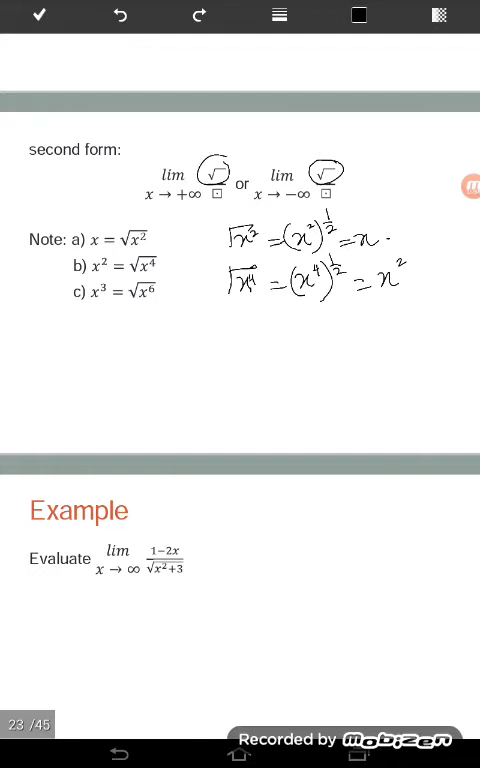 second form:
lim √ lim √
x → +∞ ⊡ or x → −∞ ⊡
Note: a) x = √x² √x² = (x²)^½ = x .
b) x² = √x⁴ √x⁴ = (x⁴)^½ = x²
c) x³ = √x⁶
Example
Evaluate lim x → ∞ (1−2x)/√(x²+3)
23 /45
Recorded by mobizen